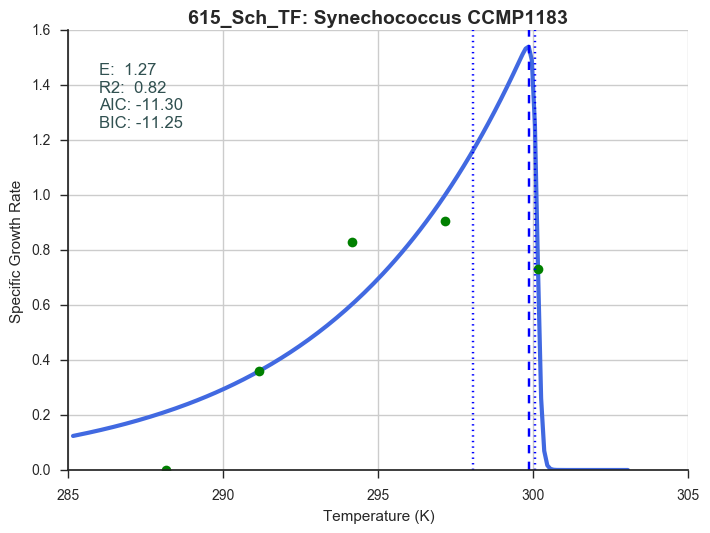 615_Sch_TF: Synechococcus CCMP1183
E:  1.27
R2:  0.82
AIC: -11.30
BIC: -11.25
Specific Growth Rate
1.6
1.4
1.2
1.0
0.8
0.6
0.4
0.2
0.0
285
290
295
300
305
Temperature (K)